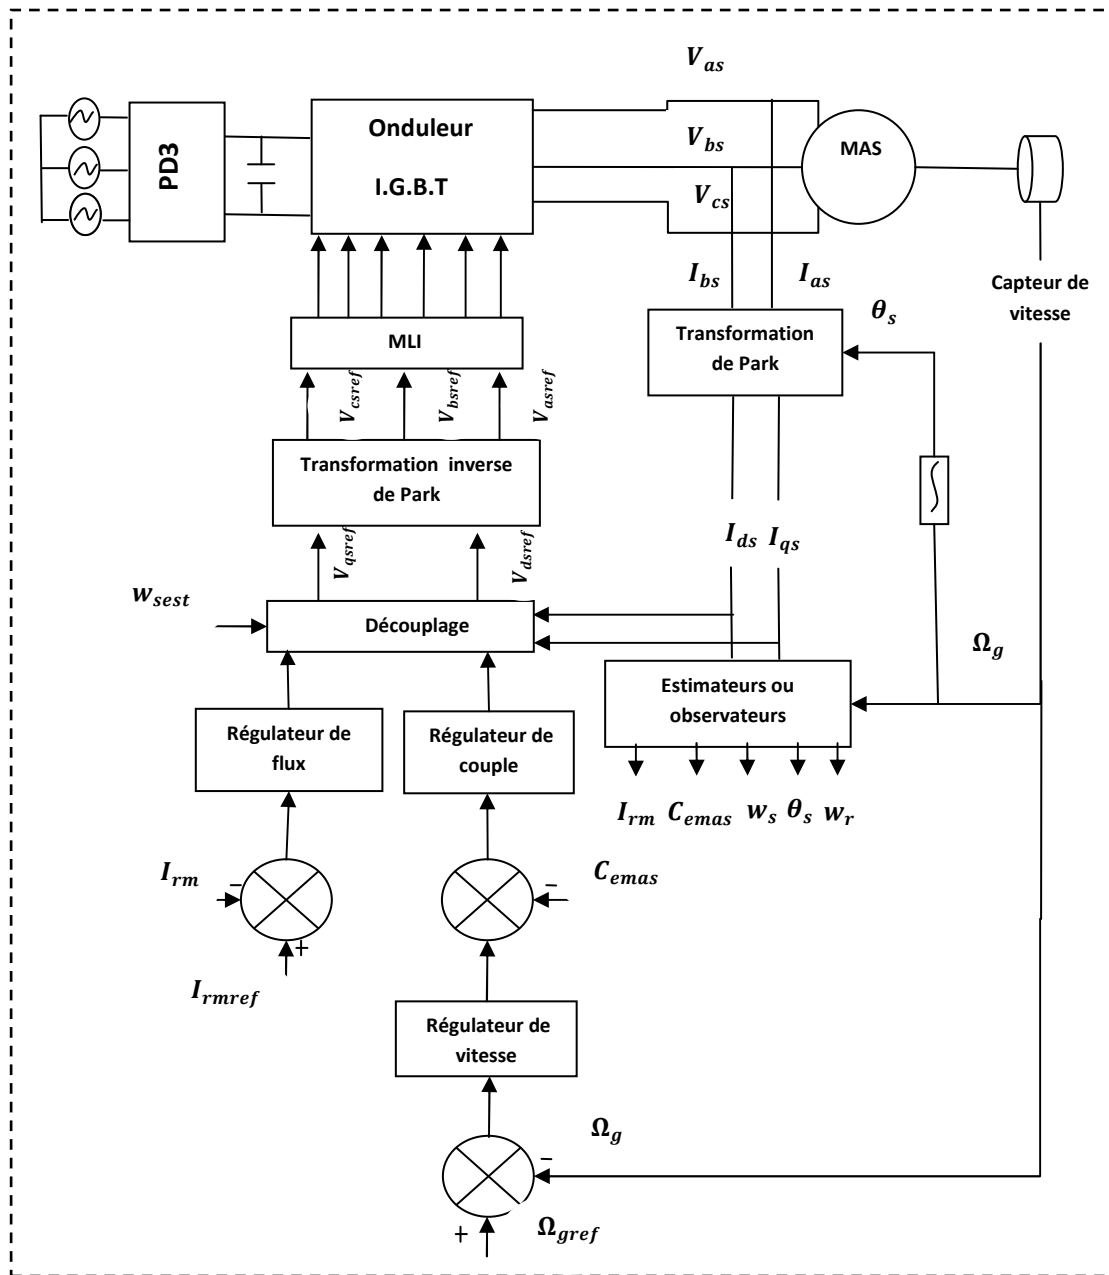 V_as
Onduleur
I.G.B.T
PD3
V_bs
MAS
V_cs
I_bs
I_as
Capteur de
vitesse
θ_s
MLI
Transformation
de Park
V_csref
V_bsref
V_asref
Transformation inverse
de Park
I_ds
I_qs
V_qsref
V_dsref
w_sest
Découplage
Ω_g
Estimateurs ou
observateurs
Régulateur de
flux
Régulateur de
couple
I_rm
C_emas
w_s
θ_s
w_r
I_rm
−
+
I_rmref
−
C_emas
Régulateur de
vitesse
Ω_g
−
+
Ω_gref